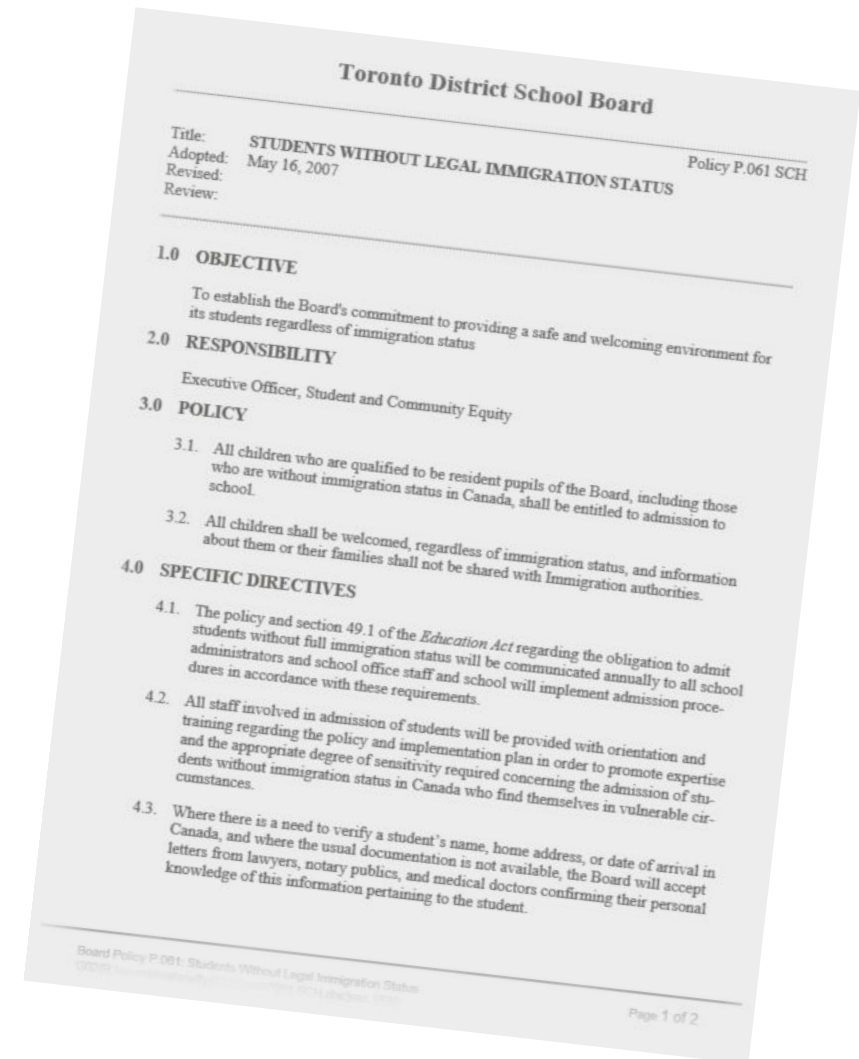 Toronto District School Board
Policy P.061 SCH
Title: STUDENTS WITHOUT LEGAL IMMIGRATION STATUS
Adopted: May 16, 2007
Revised:
Review:
1.0 OBJECTIVE
To establish the Board's commitment to providing a safe and welcoming environment for
its students regardless of immigration status
2.0 RESPONSIBILITY
Executive Officer, Student and Community Equity
3.0 POLICY
3.1. All children who are qualified to be resident pupils of the Board, including those
who are without immigration status in Canada, shall be entitled to admission to
school.
3.2. All children shall be welcomed, regardless of immigration status, and information
about them or their families shall not be shared with Immigration authorities.
4.0 SPECIFIC DIRECTIVES
4.1. The policy and section 49.1 of the Education Act regarding the obligation to admit
students without full immigration status will be communicated annually to all school
administrators and school office staff and school will implement admission proce-
dures in accordance with these requirements.
4.2. All staff involved in admission of students will be provided with orientation and
training regarding the policy and implementation plan in order to promote expertise
and the appropriate degree of sensitivity required concerning the admission of stu-
dents without immigration status in Canada who find themselves in vulnerable cir-
cumstances.
4.3. Where there is a need to verify a student's name, home address, or date of arrival in
Canada, and where the usual documentation is not available, the Board will accept
letters from lawyers, notary publics, and medical doctors confirming their personal
knowledge of this information pertaining to the student.
Board Policy P.061: Students Without Legal Immigration Status
Page 1 of 2